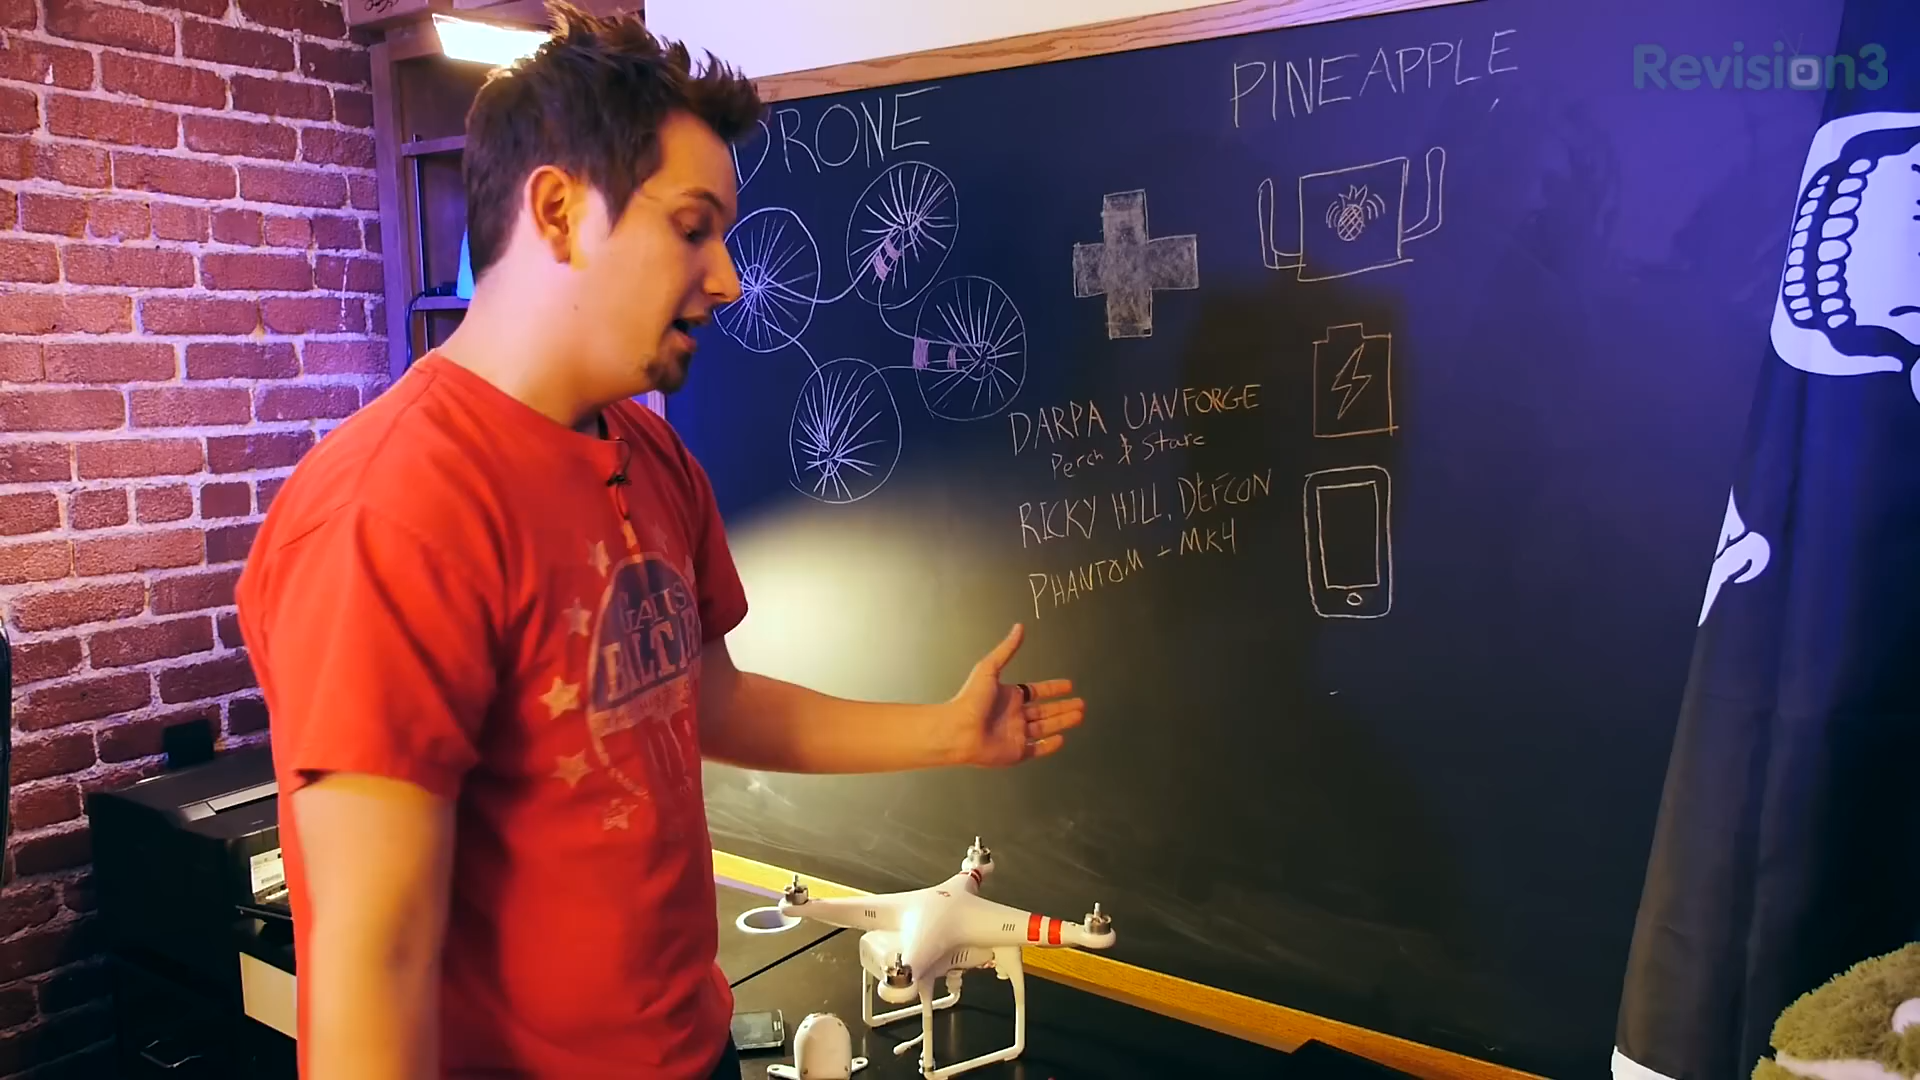 Revision3
DRONE
PINEAPPLE
DARPA UAVFORGE
Perch & Stare
RICKY HILL, DEFCON
PHANTOM + MK4